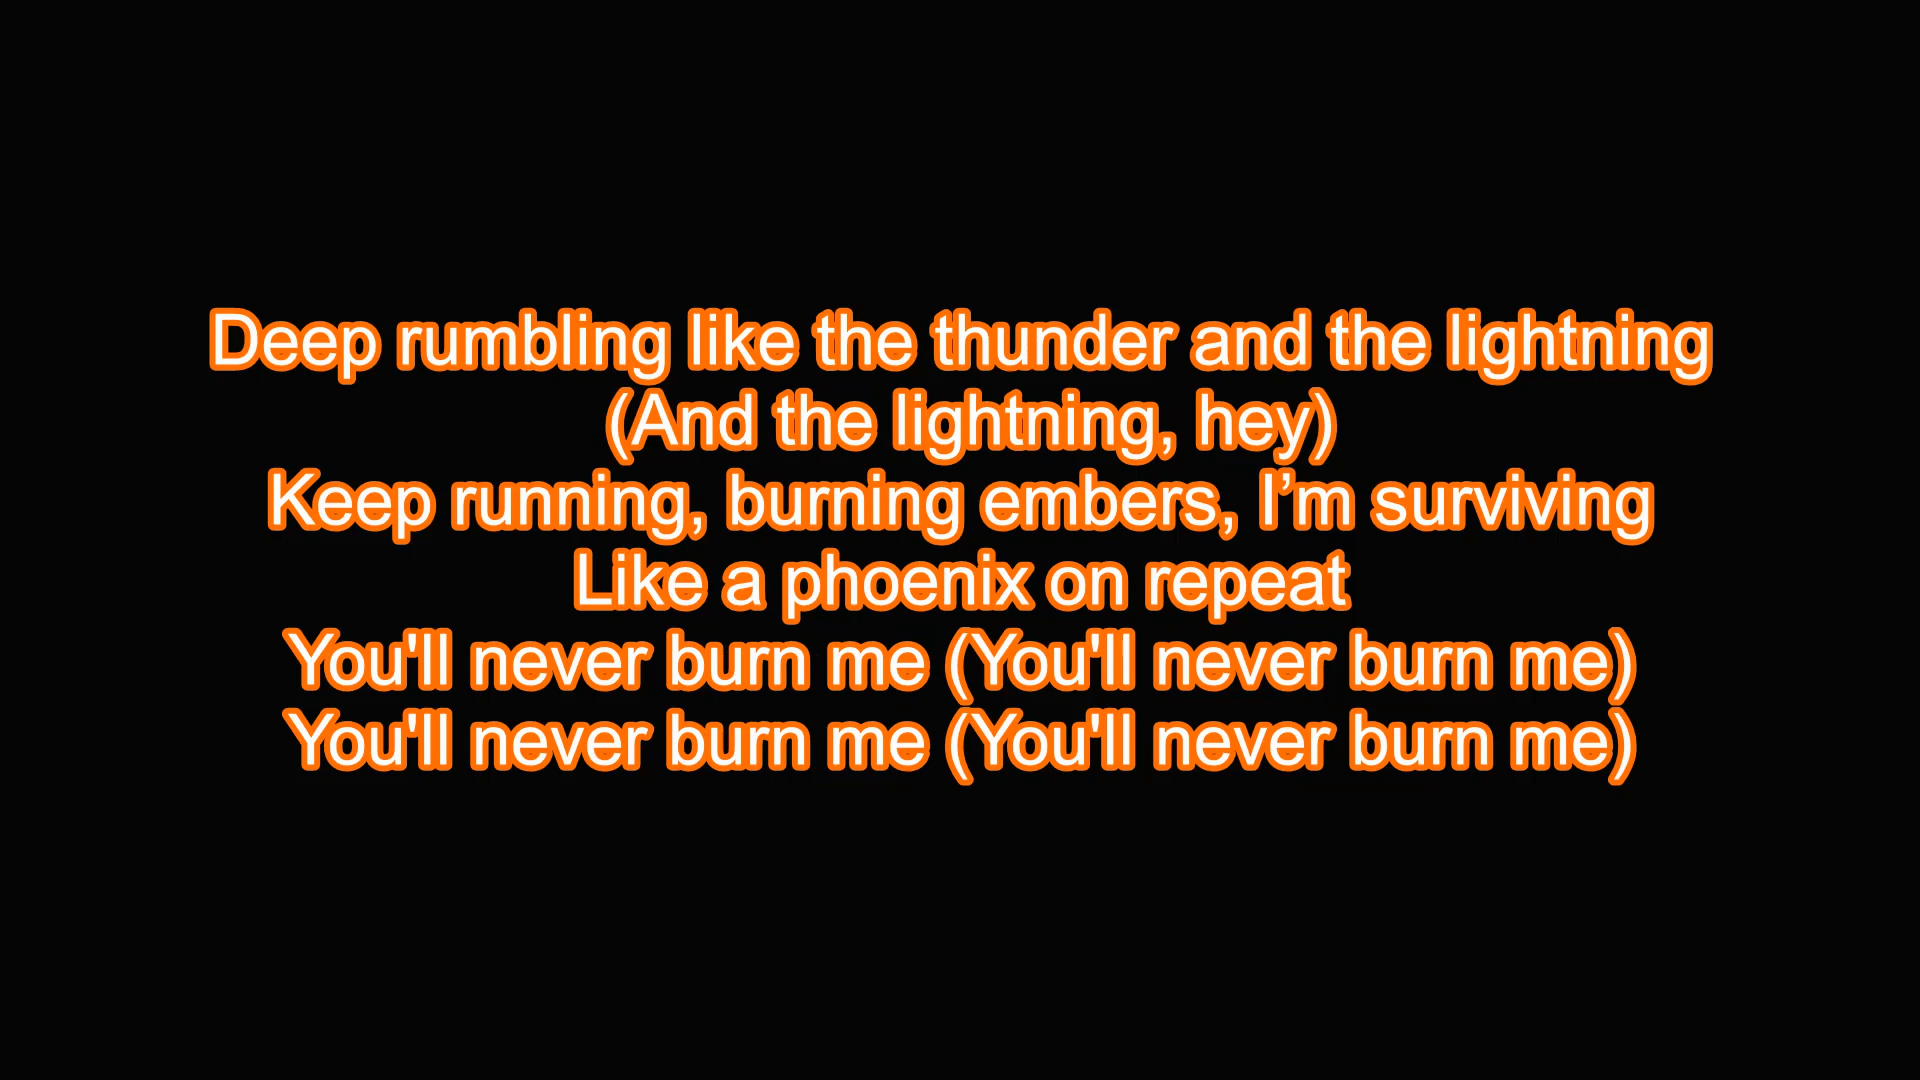 Deep rumbling like the thunder and the lightning
(And the lightning, hey)
Keep running, burning embers, I’m surviving
Like a phoenix on repeat
You'll never burn me (You'll never burn me)
You'll never burn me (You'll never burn me)